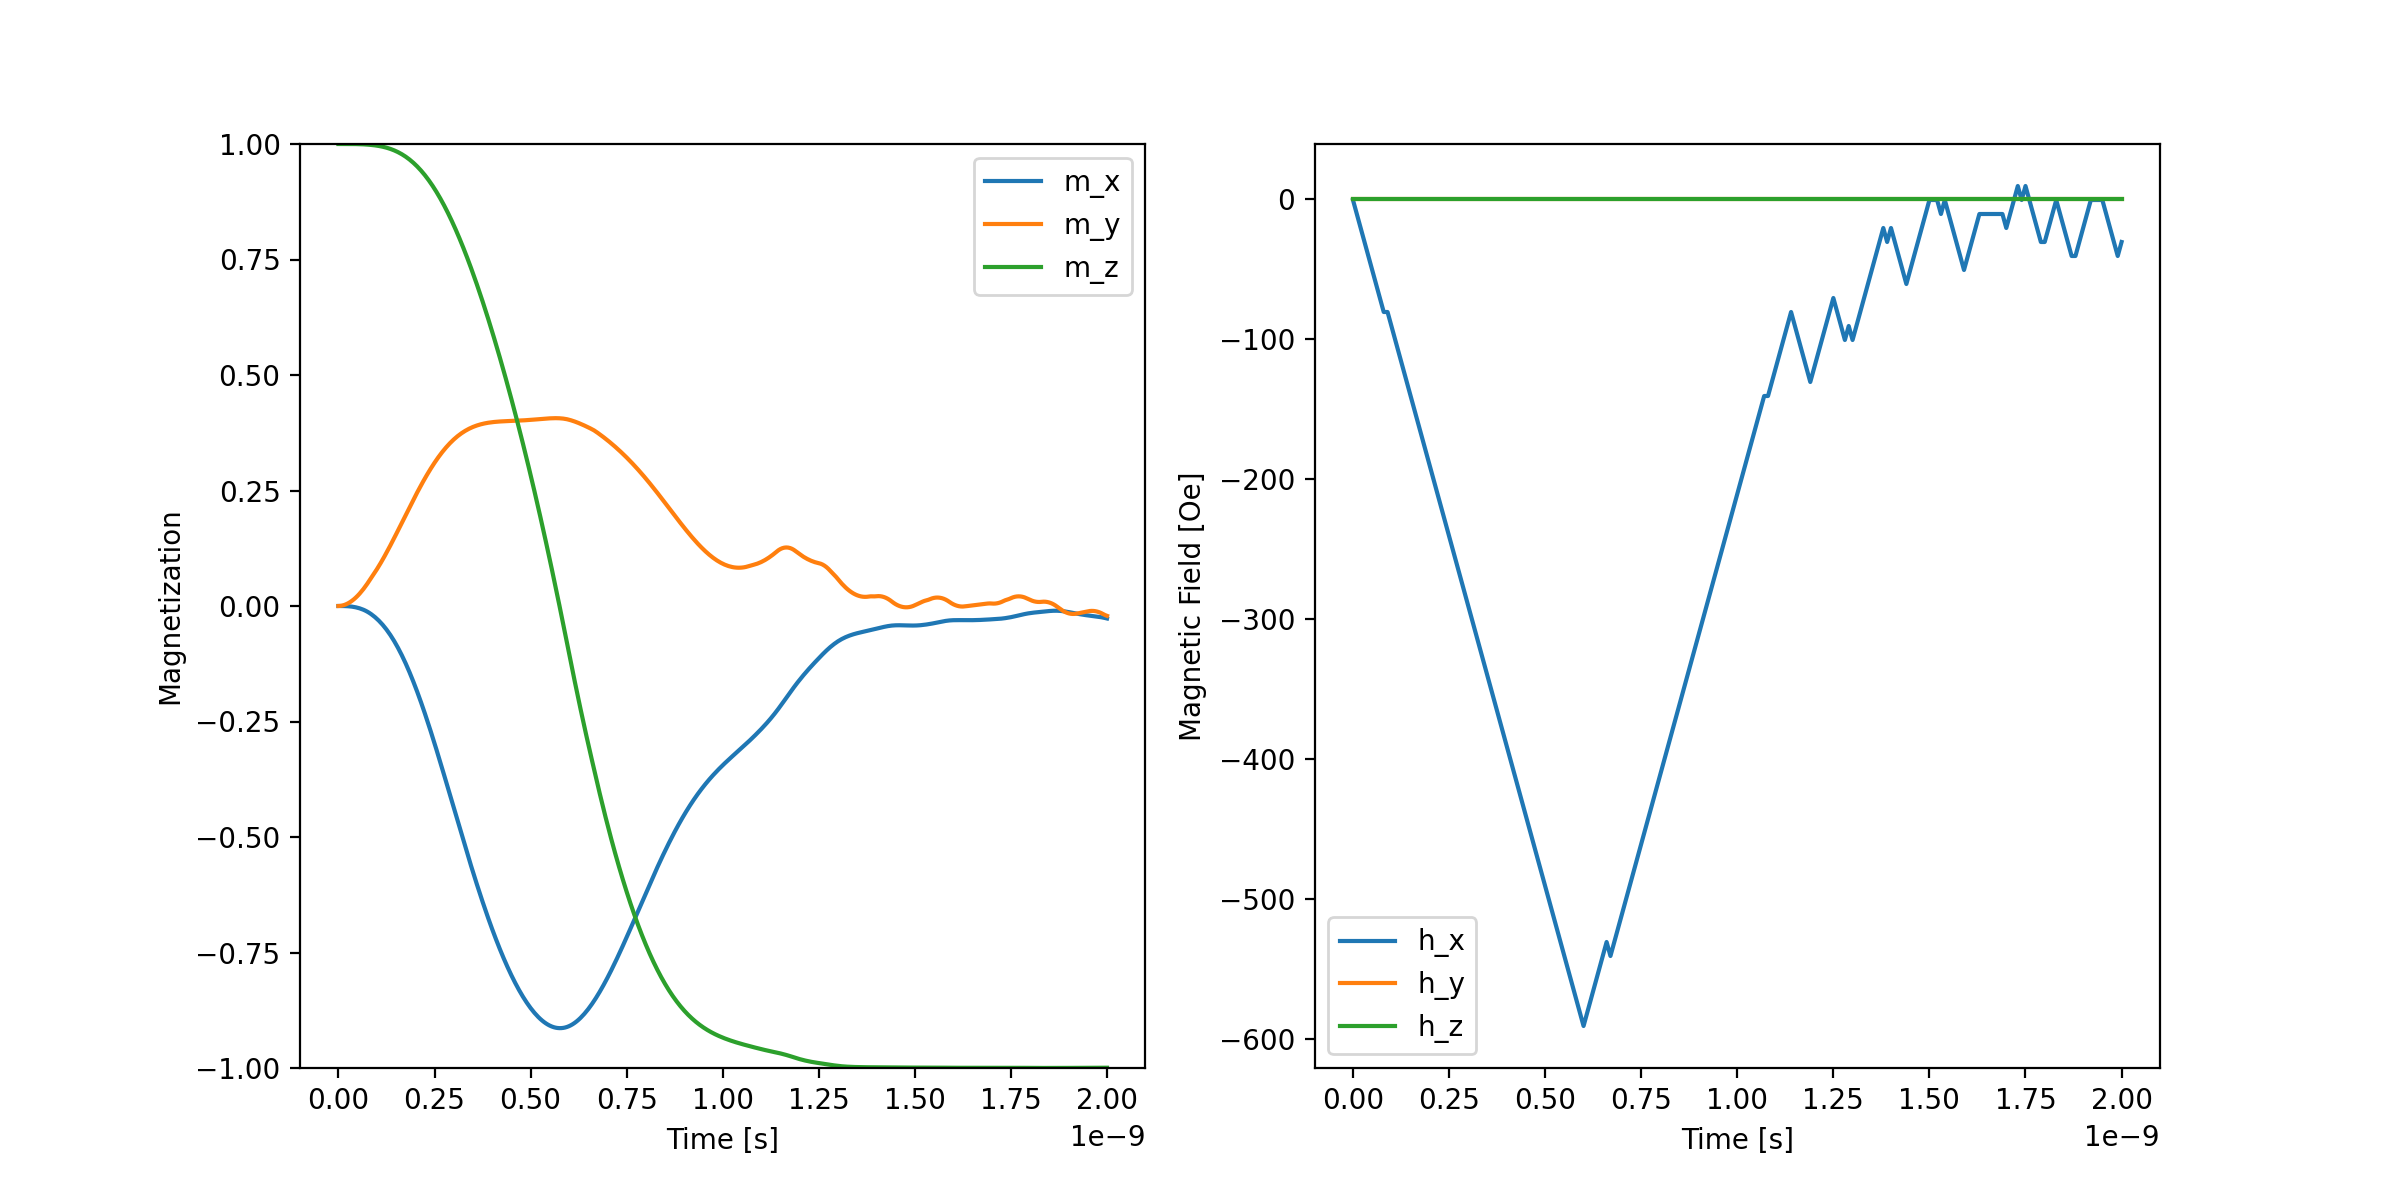 Magnetization
1.00
0.75
0.50
0.25
0.00
−0.25
−0.50
−0.75
−1.00
m_x
m_y
m_z
0.00 0.25 0.50 0.75 1.00 1.25 1.50 1.75 2.00
Time [s]
1e−9
Magnetic Field [Oe]
0
−100
−200
−300
−400
−500
−600
h_x
h_y
h_z
0.00 0.25 0.50 0.75 1.00 1.25 1.50 1.75 2.00
Time [s]
1e−9